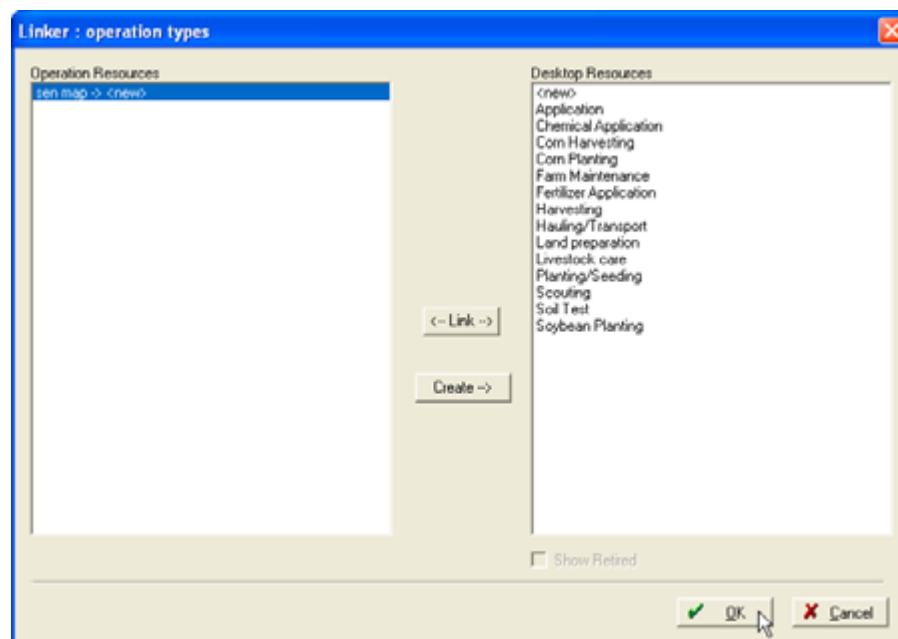 Linker : operation types
Operation Resources
sen map -> <new>
Desktop Resources
<new>
Application
Chemical Application
Corn Harvesting
Corn Planting
Farm Maintenance
Fertilizer Application
Harvesting
Hauling/Transport
Land preparation
Livestock care
Planting/Seeding
Scouting
Soil Test
Soybean Planting
<-- Link -->
Create -->
Show Retired
OK
Cancel